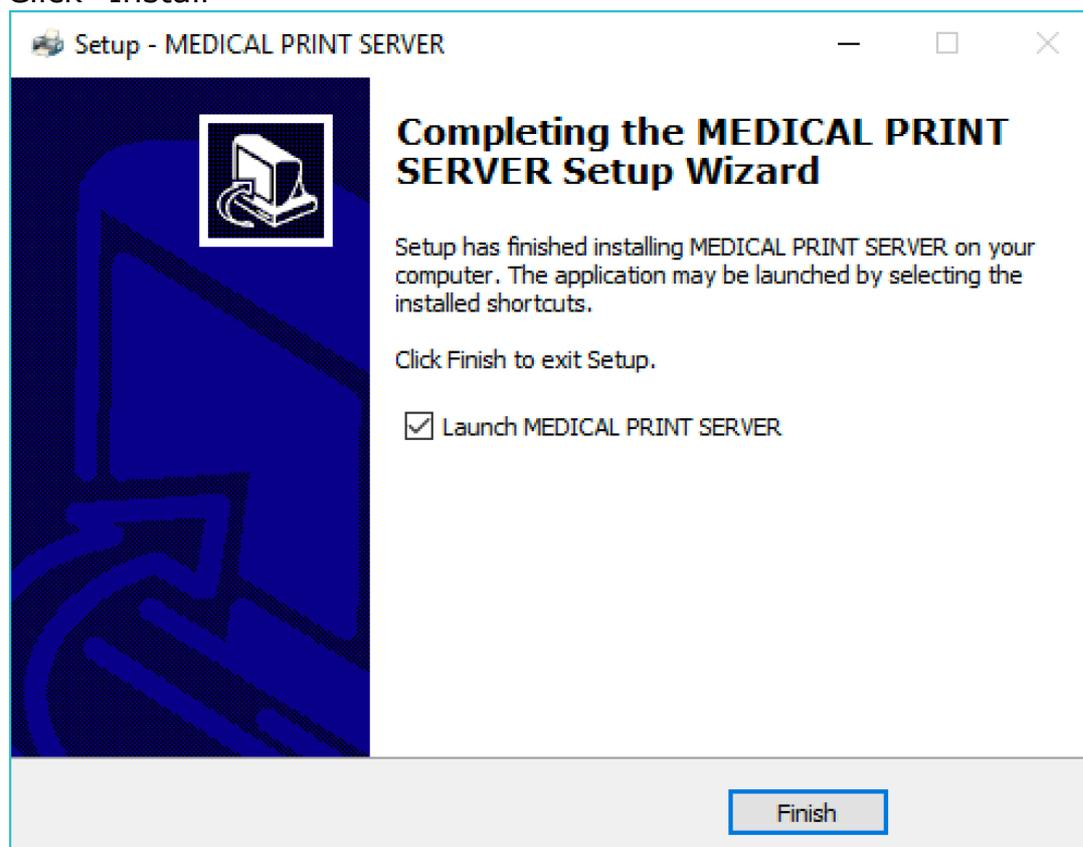 Click "Install"
Setup - MEDICAL PRINT SERVER
Completing the MEDICAL PRINT
SERVER Setup Wizard
Setup has finished installing MEDICAL PRINT SERVER on your
computer. The application may be launched by selecting the
installed shortcuts.
Click Finish to exit Setup.
Launch MEDICAL PRINT SERVER
Finish